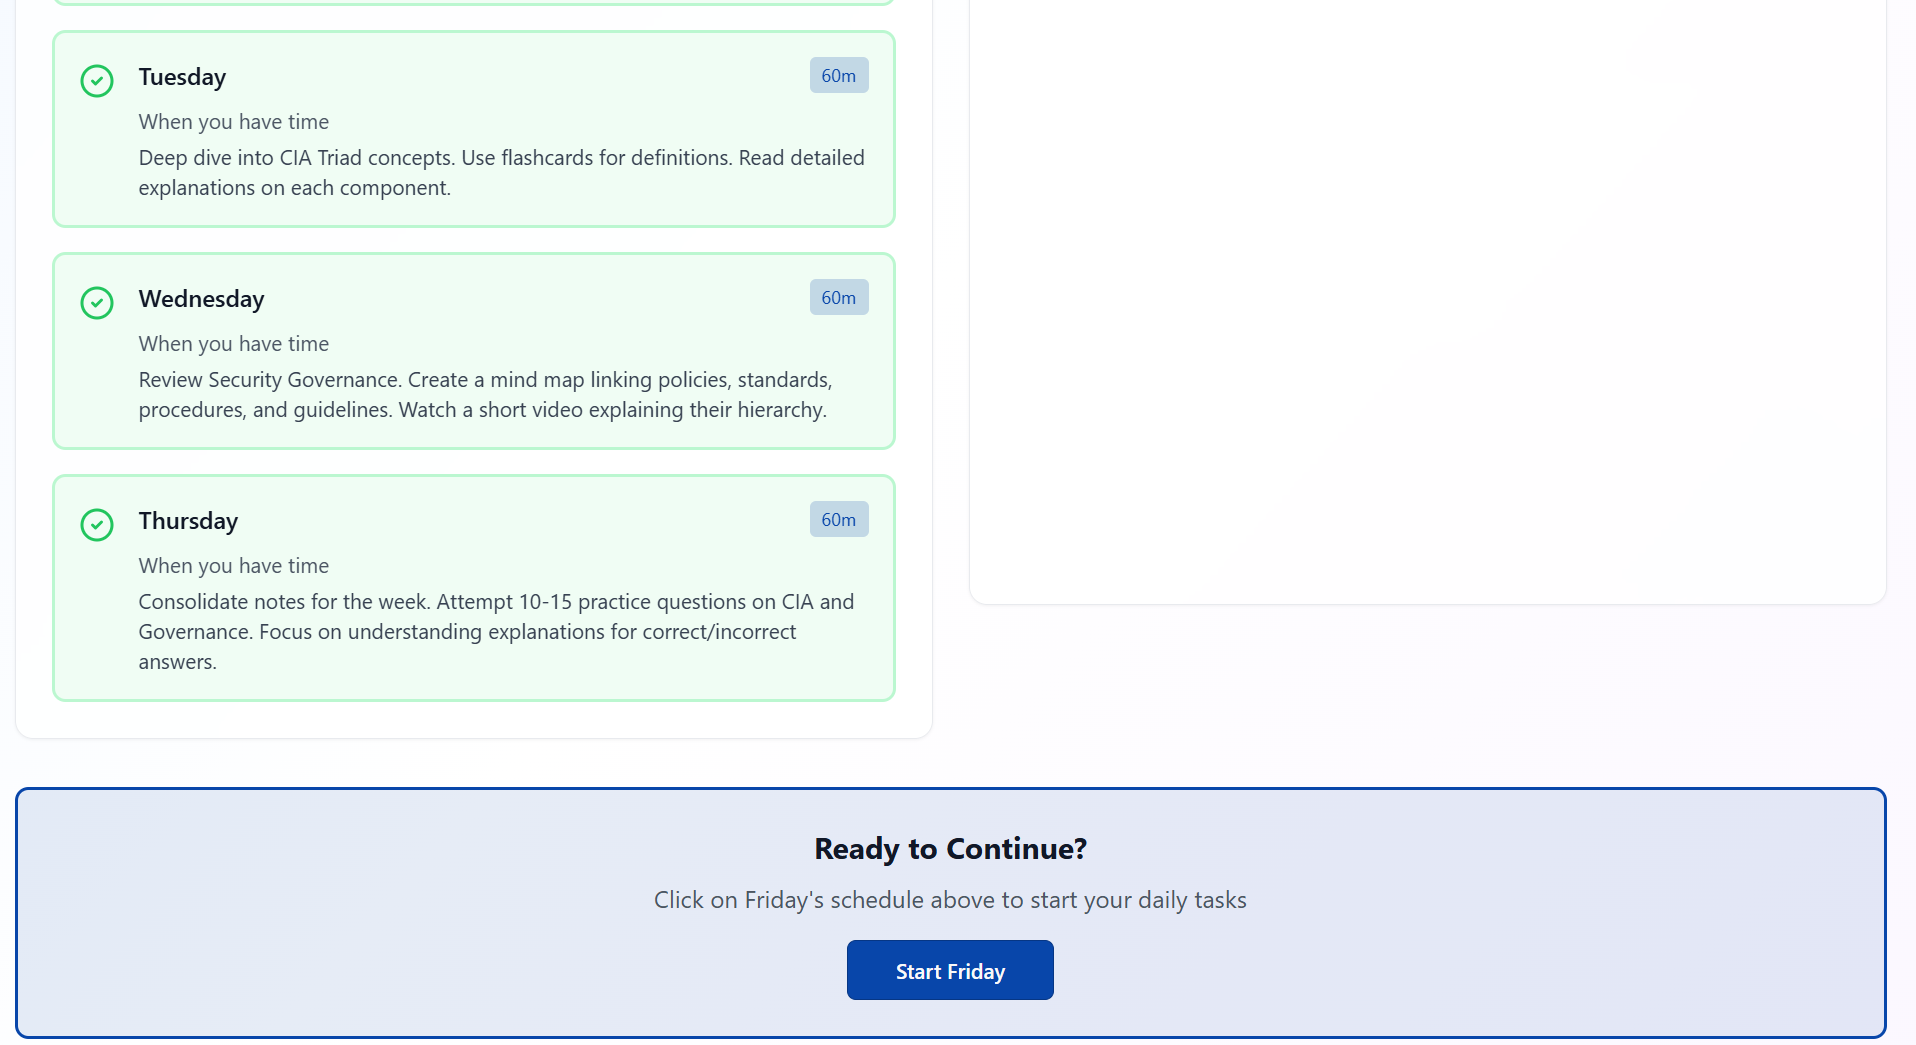 Tuesday
60m
When you have time
Deep dive into CIA Triad concepts. Use flashcards for definitions. Read detailed
explanations on each component.
Wednesday
60m
When you have time
Review Security Governance. Create a mind map linking policies, standards,
procedures, and guidelines. Watch a short video explaining their hierarchy.
Thursday
60m
When you have time
Consolidate notes for the week. Attempt 10-15 practice questions on CIA and
Governance. Focus on understanding explanations for correct/incorrect
answers.
Ready to Continue?
Click on Friday's schedule above to start your daily tasks
Start Friday